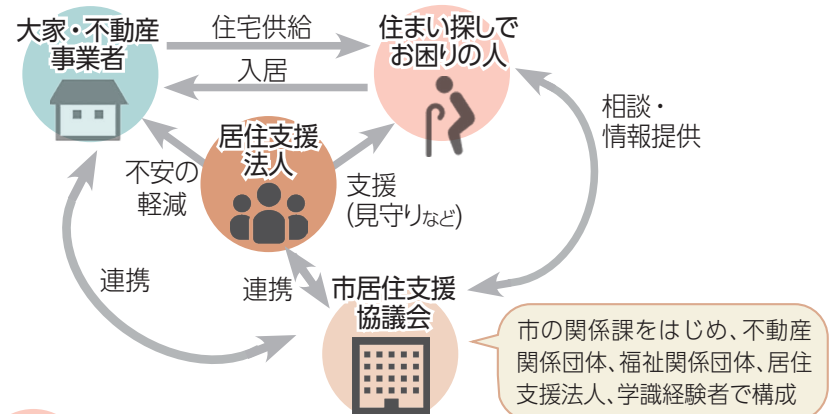 大家・不動産
事業者
住宅供給
入居
住まい探しで
お困りの人
相談・
情報提供
居住支援
法人
不安の
軽減
支援
(見守りなど)
連携
連携
市居住支援
協議会
市の関係課をはじめ、不動産
関係団体、福祉関係団体、居住
支援法人、学識経験者で構成